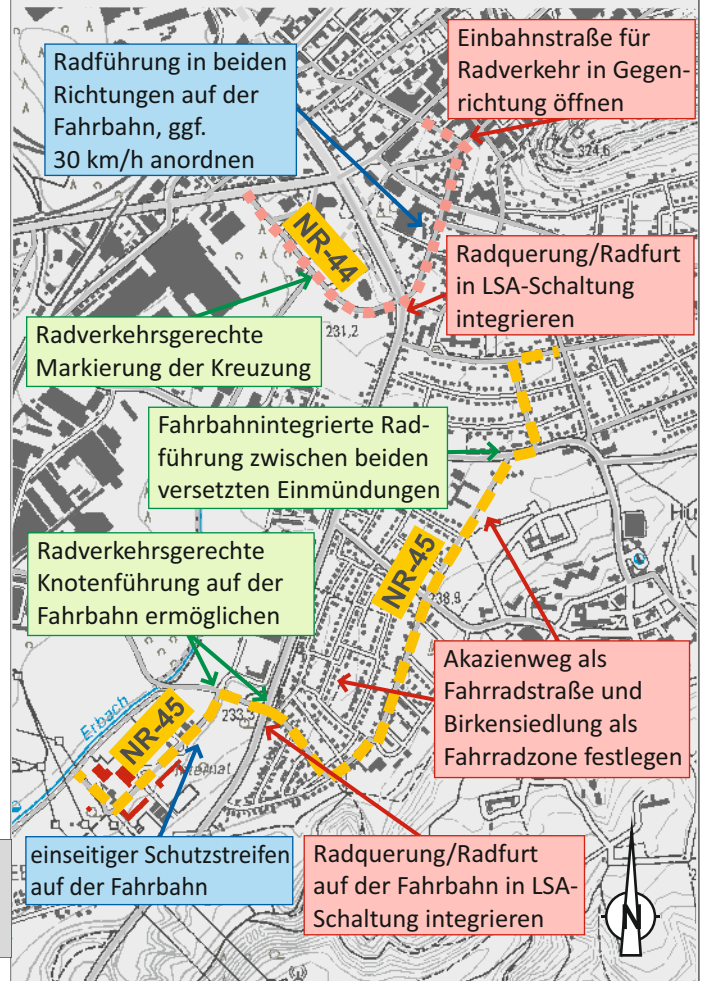 Radführung in beiden
Richtungen auf der
Fahrbahn, ggf.
30 km/h anordnen
Einbahnstraße für
Radverkehr in Gegen-
richtung öffnen
324,6
NR-44
Radquerung/Radfurt
in LSA-Schaltung
integrieren
231,2
Radverkehrsgerechte
Markierung der Kreuzung
Fahrbahnintegrierte Rad-
führung zwischen beiden
versetzten Einmündungen
Radverkehrsgerechte
Knotenführung auf der
Fahrbahn ermöglichen
NR-45
238,9
Akazienweg als
Fahrradstraße und
Birkensiedlung als
Fahrradzone festlegen
Erbach
NR-45
einseitiger Schutzstreifen
auf der Fahrbahn
Radquerung/Radfurt
auf der Fahrbahn in LSA-
Schaltung integrieren
N